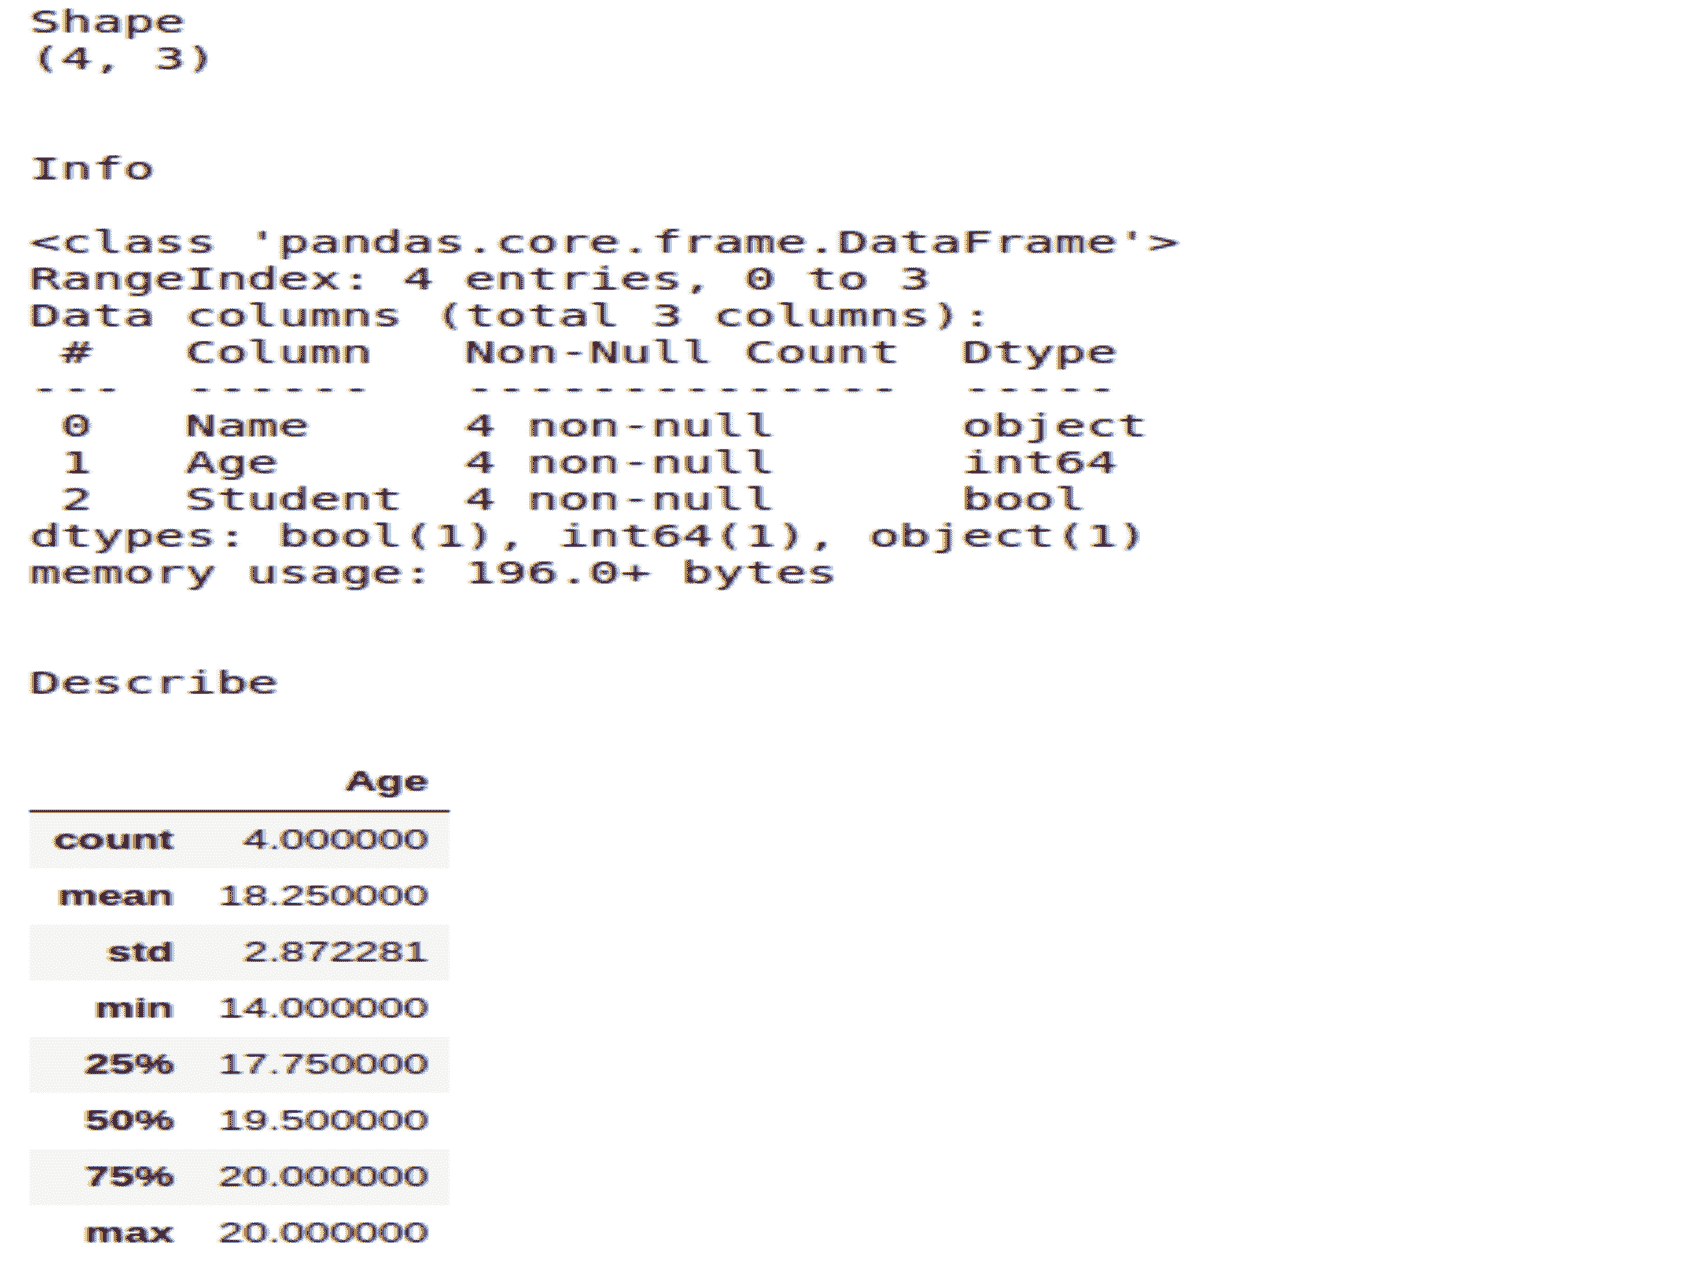 Shape
(4, 3)
Info
<class 'pandas.core.frame.DataFrame'>
RangeIndex: 4 entries, 0 to 3
Data columns (total 3 columns):
 #   Column   Non-Null Count  Dtype
---  ------   --------------  -----
 0   Name     4 non-null      object
 1   Age      4 non-null      int64
 2   Student  4 non-null      bool
dtypes: bool(1), int64(1), object(1)
memory usage: 196.0+ bytes
Describe
Age
count 4.000000
mean 18.250000
std 2.872281
min 14.000000
25% 17.750000
50% 19.500000
75% 20.000000
max 20.000000